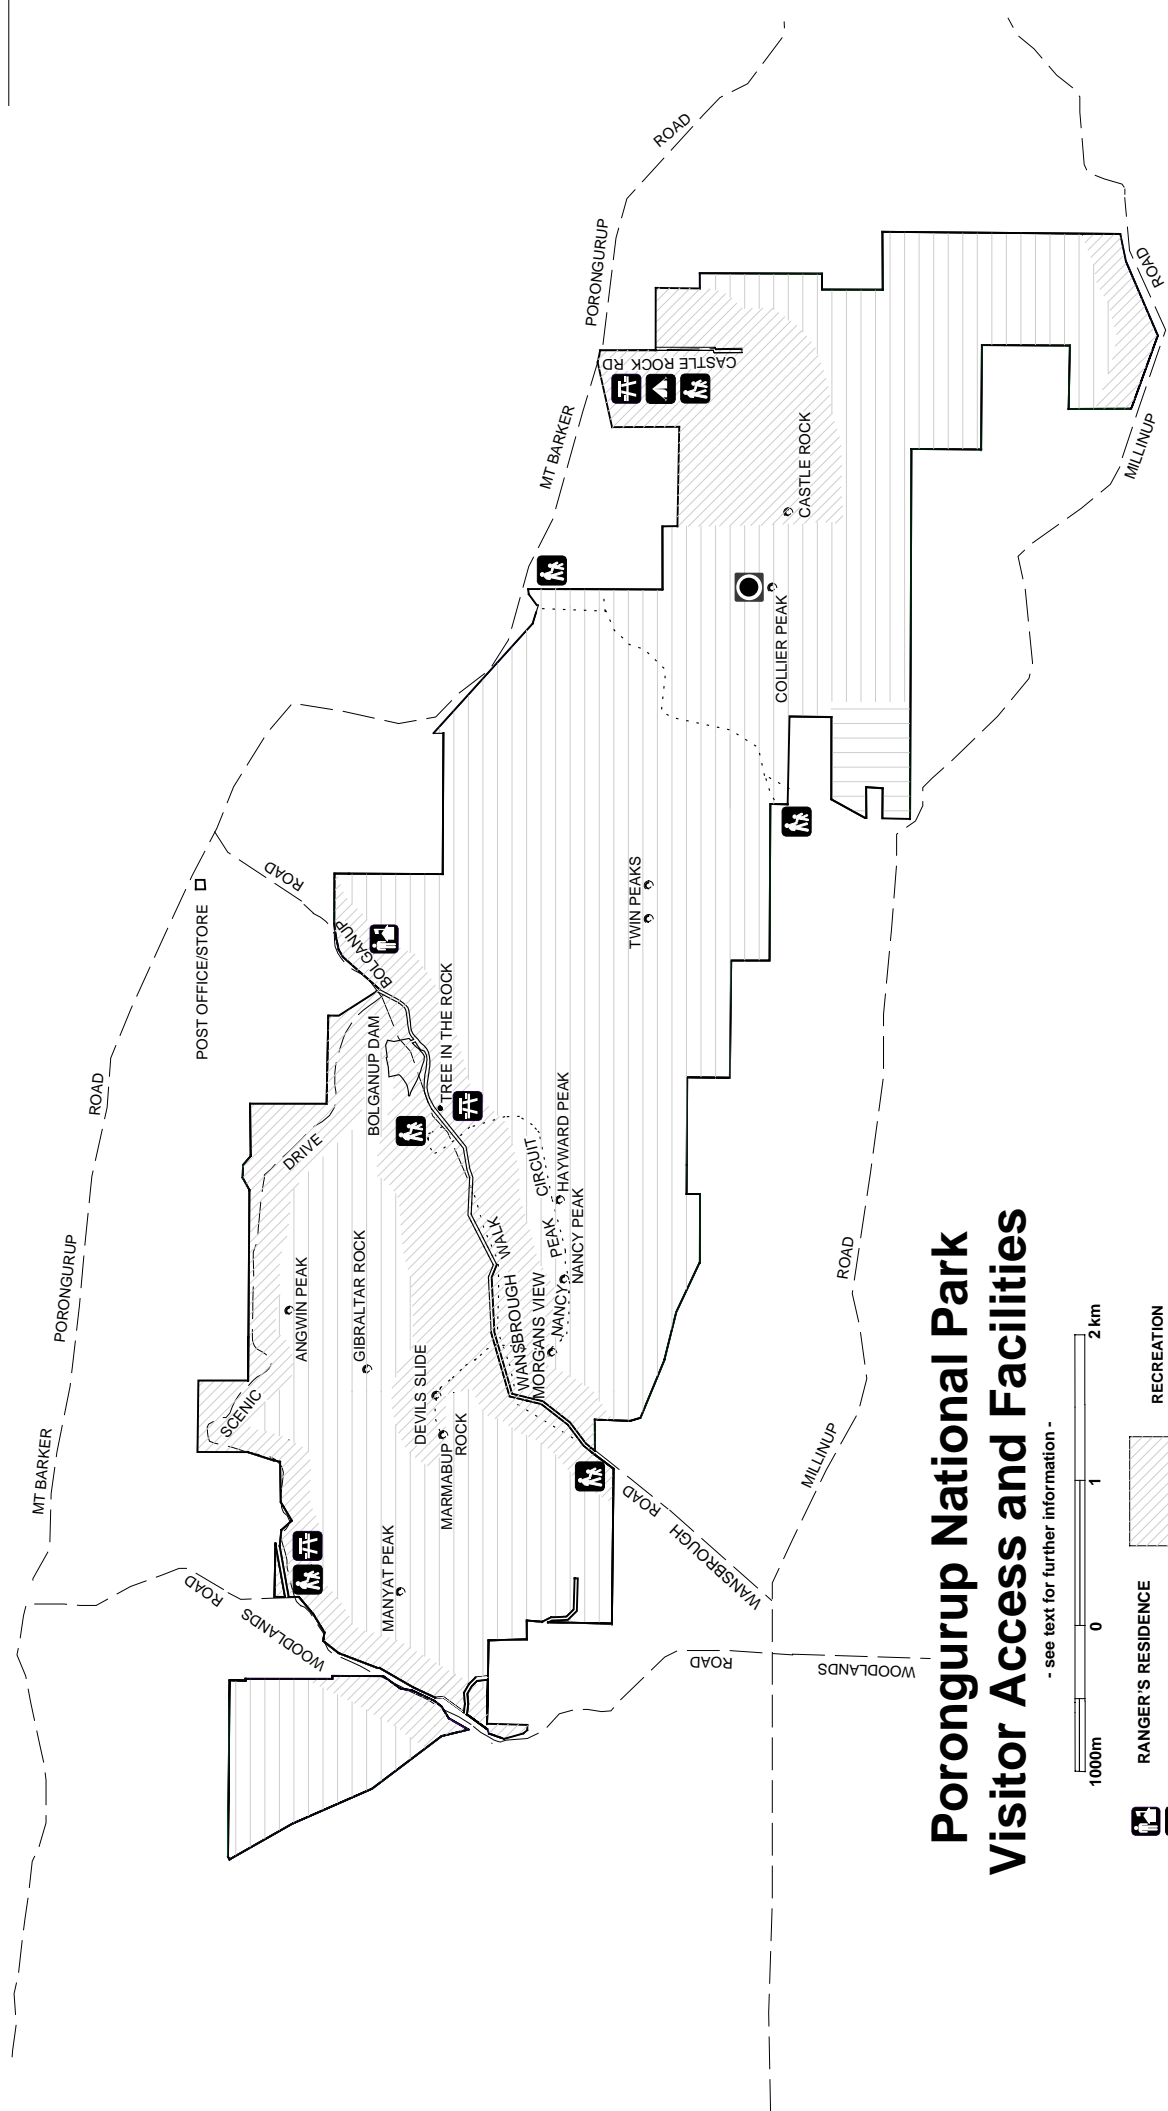 Porongurup National Park
Visitor Access and Facilities
- see text for further information -
1000m
0
1
2 km
RANGER'S RESIDENCE
RECREATION
MT BARKER
PORONGURUP
ROAD
POST OFFICE/STORE
MT BARKER
PORONGURUP
ROAD
WOODLANDS
ROAD
SCENIC
DRIVE
BOLGANUP
ROAD
ANGWIN PEAK
GIBRALTAR ROCK
BOLGANUP DAM
TREE IN THE ROCK
MANYAT PEAK
DEVILS SLIDE
MARMABUP
ROCK
WANSBROUGH
WALK
MORGANS VIEW
NANCY
PEAK
CIRCUIT
HAYWARD PEAK
NANCY PEAK
TWIN PEAKS
COLLIER PEAK
CASTLE ROCK
CASTLE ROCK RD
WANSBROUGH
ROAD
WOODLANDS
ROAD
MILLINUP
ROAD
MILLINUP
ROAD